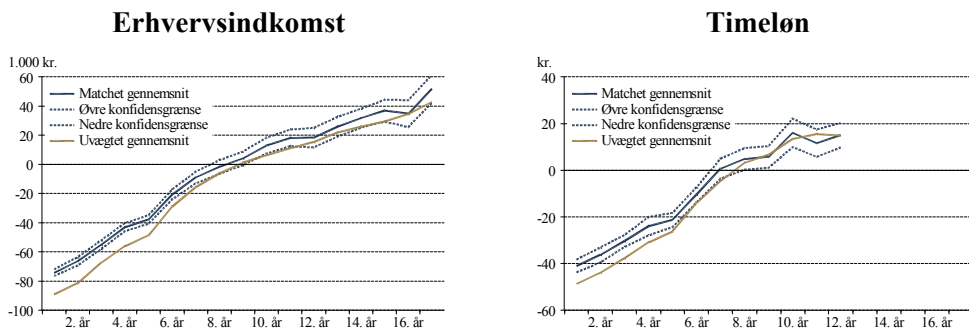 Erhvervsindkomst
1.000 kr.
60
40
20
0
-20
-40
-60
-80
-100
Matchet gennemsnit
Øvre konfidensgrænse
Nedre konfidensgrænse
Uvægtet gennemsnit
2. år 4. år 6. år 8. år 10. år 12. år 14. år 16. år
Timeløn
kr.
40
20
0
-20
-40
-60
Matchet gennemsnit
Øvre konfidensgrænse
Nedre konfidensgrænse
Uvægtet gennemsnit
2. år 4. år 6. år 8. år 10. år 12. år 14. år 16. år